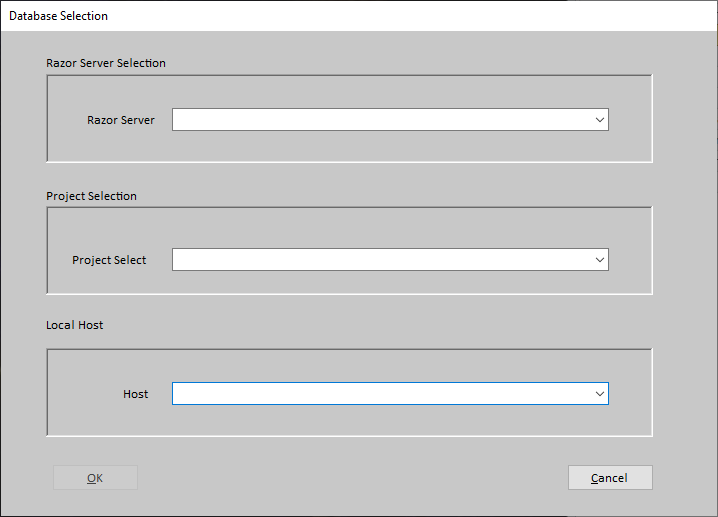 Database Selection
Razor Server Selection
Razor Server
Project Selection
Project Select
Local Host
Host
OK
Cancel